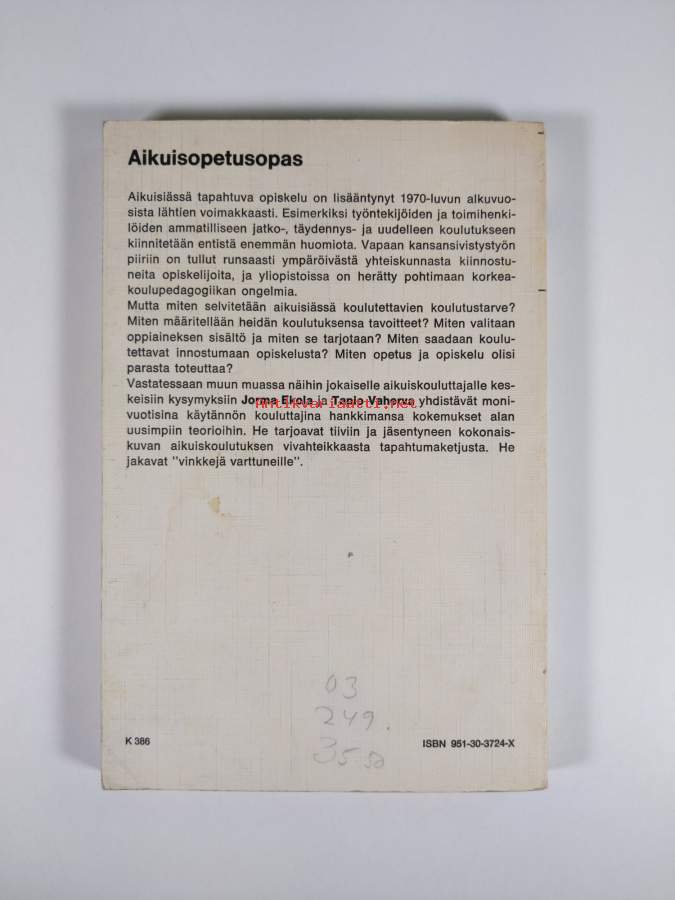 Aikuisopetusopas
Aikuisiässä tapahtuva opiskelu on lisääntynyt 1970-luvun alkuvuo-
sista lähtien voimakkaasti. Esimerkiksi työntekijöiden ja toimihenki-
löiden ammatilliseen jatko-, täydennys- ja uudelleen koulutukseen
kiinnitetään entistä enemmän huomiota. Vapaan kansansivistystyön
piiriin on tullut runsaasti ympäröivästä yhteiskunnasta kiinnostu-
neita opiskelijoita, ja yliopistoissa on herätty pohtimaan korkea-
koulupedagogiikan ongelmia.
Mutta miten selvitetään aikuisiässä koulutettavien koulutustarve?
Miten määritellään heidän koulutuksensa tavoitteet? Miten valitaan
oppiaineksen sisältö ja miten se tarjotaan? Miten saadaan koulu-
tettavat innostumaan opiskelusta? Miten opetus ja opiskelu olisi
parasta toteuttaa?
Vastatessaan muun muassa näihin jokaiselle aikuiskouluttajalle kes-
keisiin kysymyksiin Jorma Ekola ja Tapio Vaherva yhdistävät moni-
vuotisina käytännön kouluttajina hankkimansa kokemukset alan
uusimpiin teorioihin. He tarjoavat tiiviin ja jäsentyneen kokonais-
kuvan aikuiskoulutuksen vivahteikkaasta tapahtumaketjusta. He
jakavat "vinkkejä varttuneille".
Antikvariaatti.net
03
249.
35 50
K 386
ISBN 951-30-3724-X